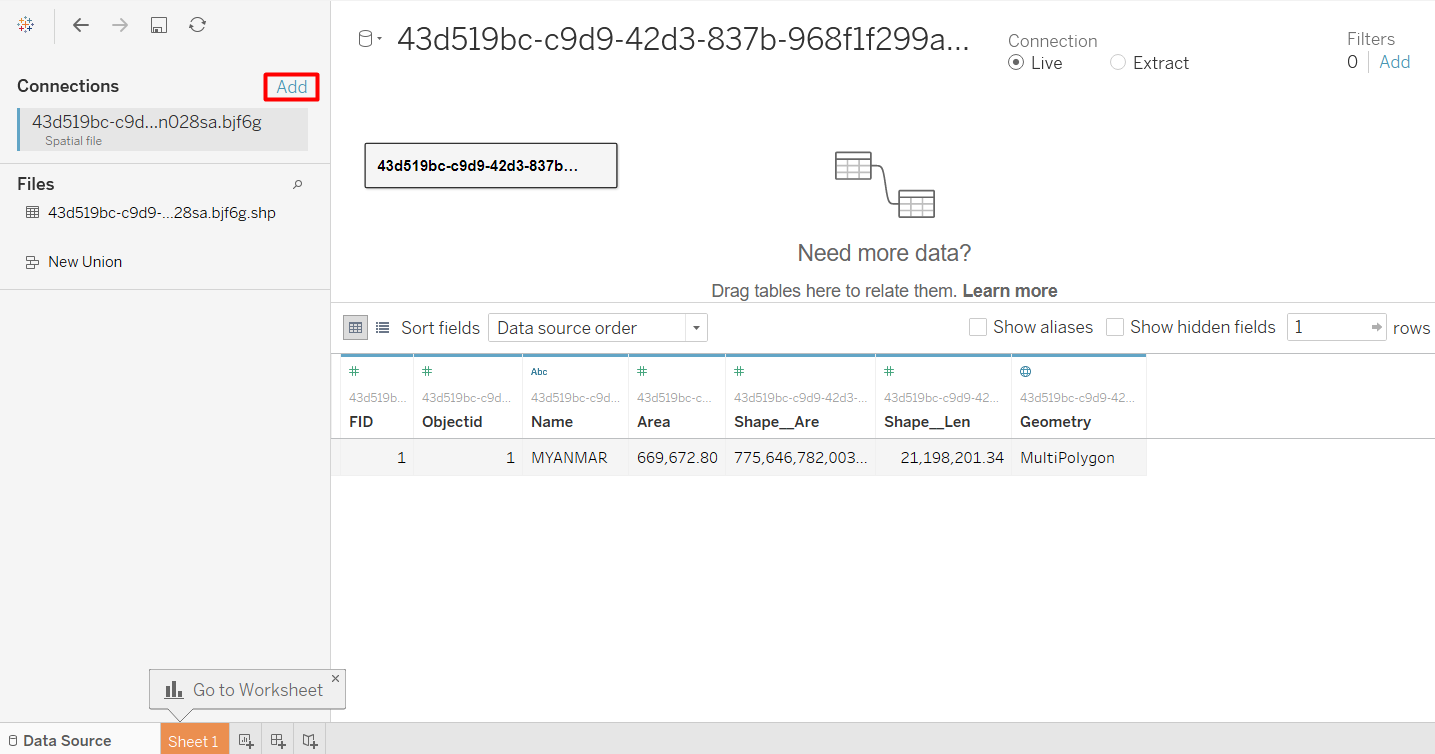 43d519bc-c9d9-42d3-837b-968f1f299a...
Connection
Live
Extract
Filters
0 Add
Connections Add
43d519bc-c9d...n028sa.bjf6g
Spatial file
Files
43d519bc-c9d9-...28sa.bjf6g.shp
New Union
43d519bc-c9d9-42d3-837b...
Need more data?
Drag tables here to relate them. Learn more
Sort fields Data source order Show aliases Show hidden fields 1 rows
# # Abc # # #
43d519b... 43d519bc-c9d... 43d519bc-c9d... 43d519bc-c... 43d519bc-c9d9-42d3-... 43d519bc-c9d9-42... 43d519bc-c9d9-42...
FID Objectid Name Area Shape__Are Shape__Len Geometry
1 1 MYANMAR 669,672.80 775,646,782,003... 21,198,201.34 MultiPolygon
Go to Worksheet
Data Source Sheet 1